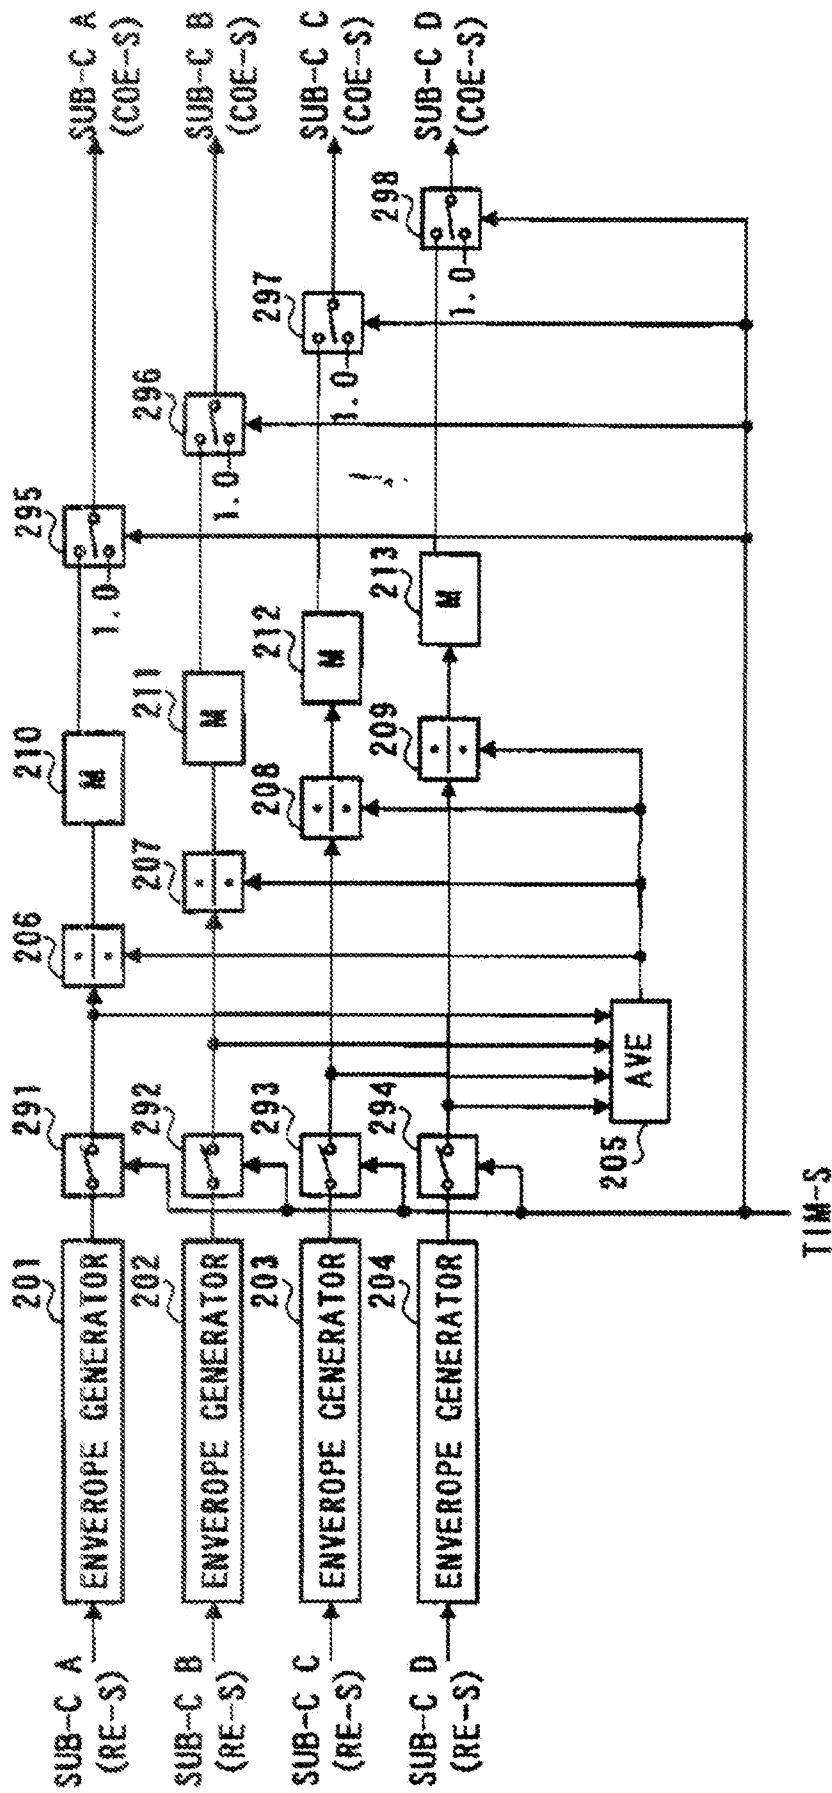 SUB-C A
(RE-S)
ENVEROPE GENERATOR
201
291
206
210
M
295
1.0
SUB-C A
(COE-S)
SUB-C B
(RE-S)
ENVEROPE GENERATOR
202
292
207
211
M
296
1.0
SUB-C B
(COE-S)
SUB-C C
(RE-S)
ENVEROPE GENERATOR
203
293
208
212
M
297
1.0
SUB-C C
(COE-S)
SUB-C D
(RE-S)
ENVEROPE GENERATOR
204
294
209
213
M
298
1.0
SUB-C D
(COE-S)
205
AVE
TIM-S